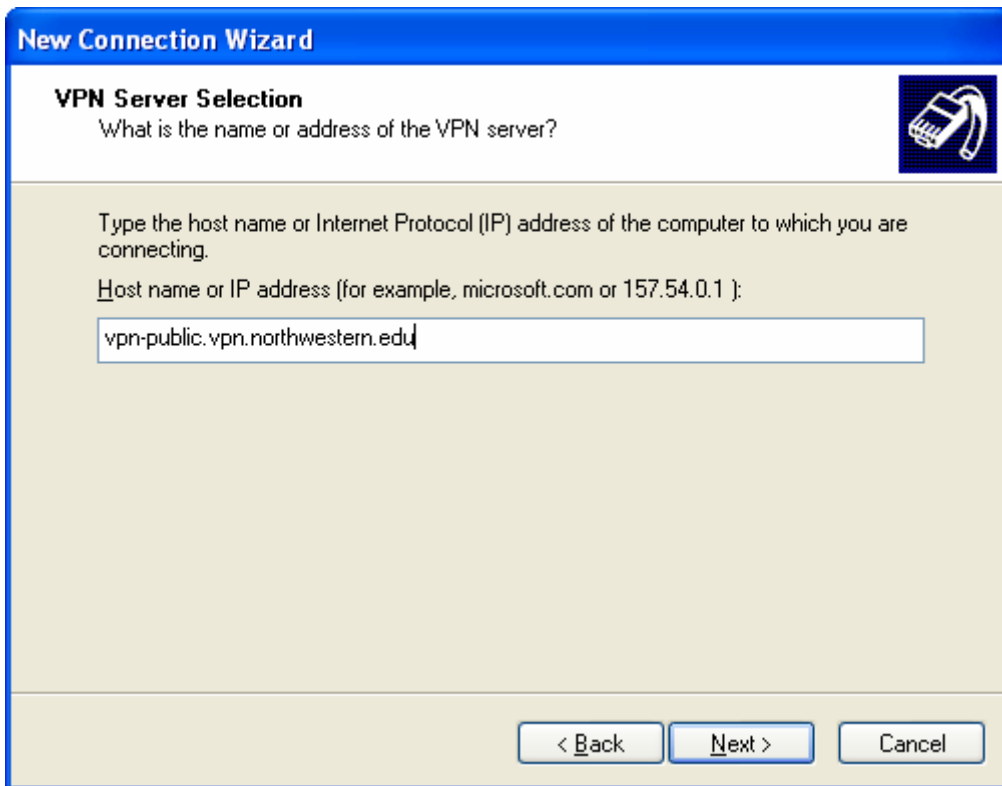 New Connection Wizard
VPN Server Selection
What is the name or address of the VPN server?
Type the host name or Internet Protocol (IP) address of the computer to which you are
connecting.
Host name or IP address (for example, microsoft.com or 157.54.0.1 ):
vpn-public.vpn.northwestern.edu
< Back Next > Cancel